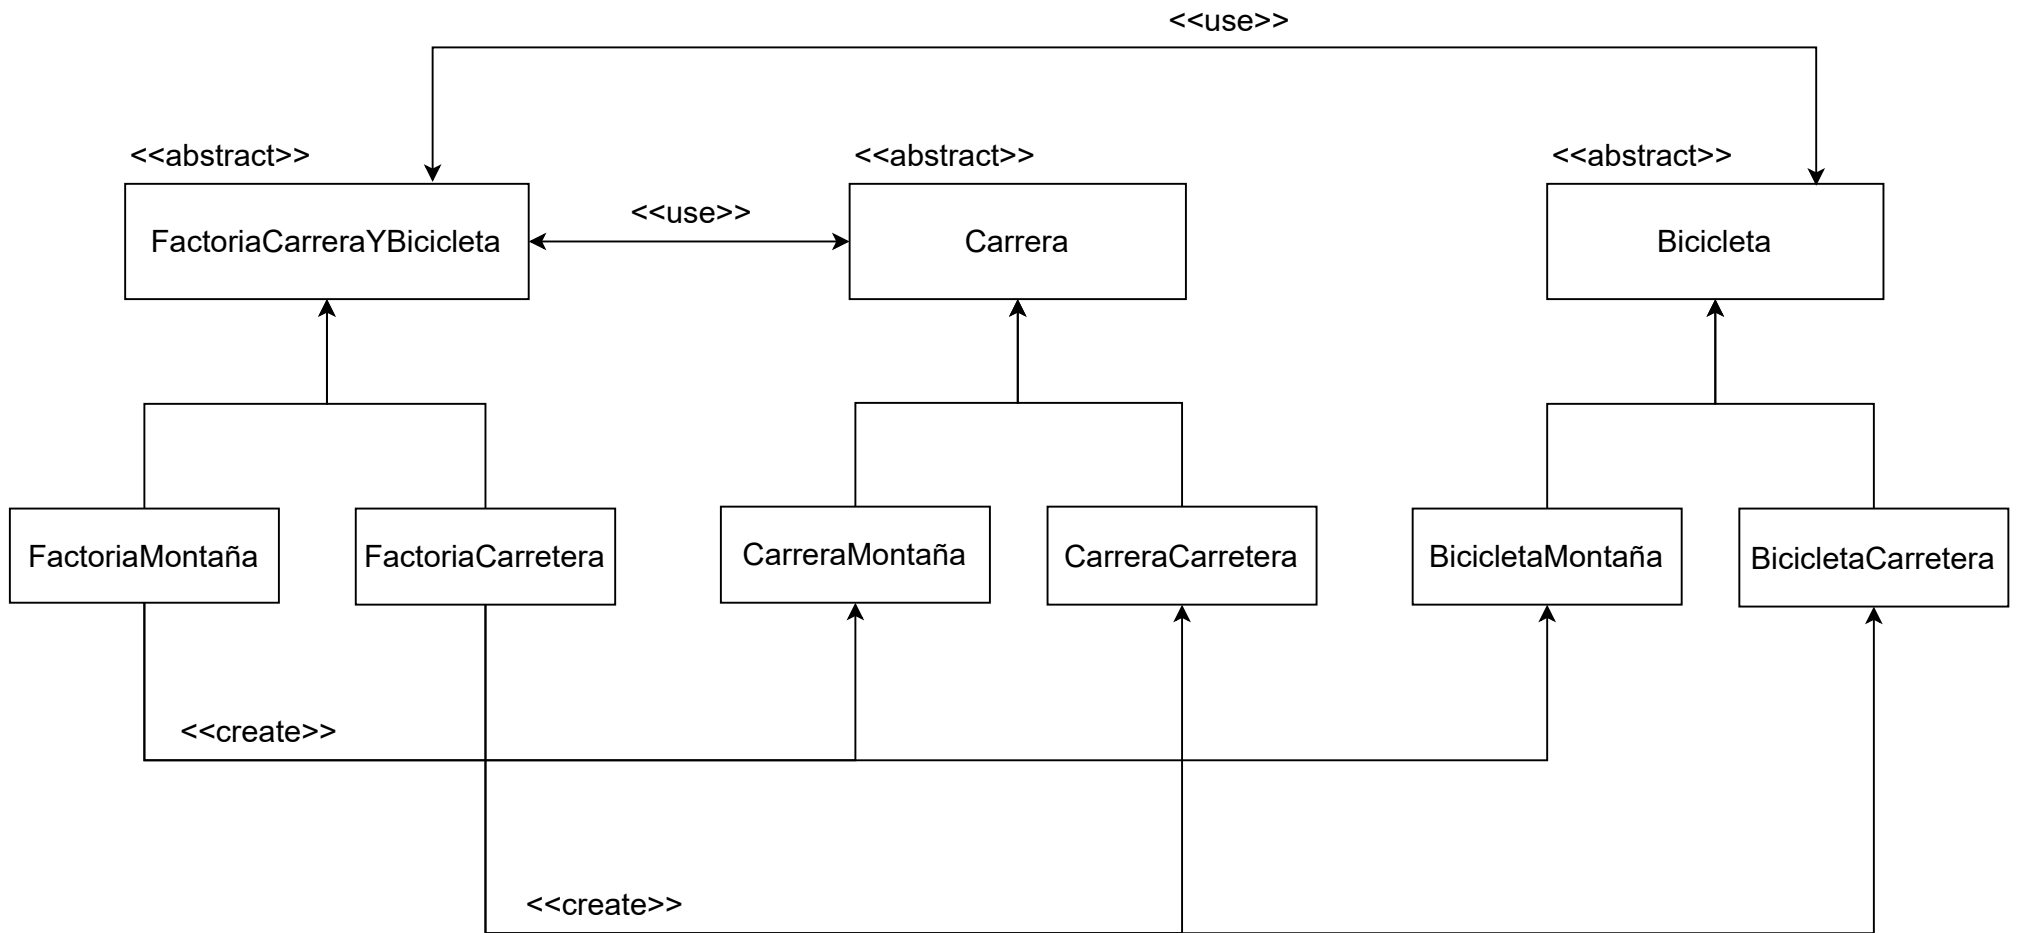 <<use>>
<<abstract>>
<<abstract>>
<<abstract>>
<<use>>
FactoriaCarreraYBicicleta
Carrera
Bicicleta
FactoriaMontaña
FactoriaCarretera
CarreraMontaña
CarreraCarretera
BicicletaMontaña
BicicletaCarretera
<<create>>
<<create>>